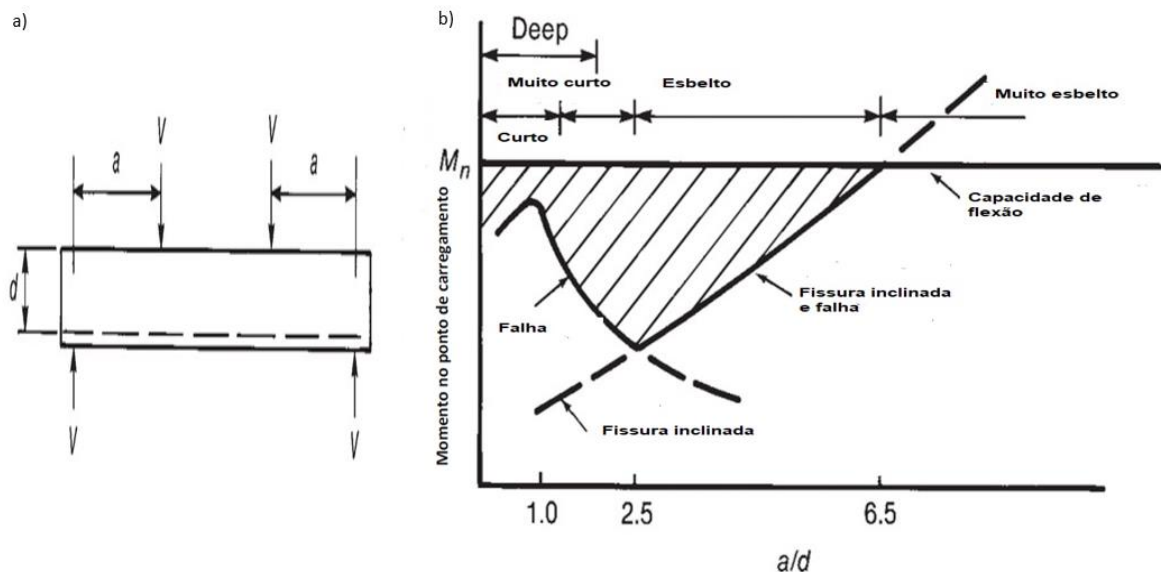 a)
V
V
a
a
d
V
V
b)
Deep
Muito curto
Esbelto
Muito esbelto
Curto
Mn
Capacidade de
flexão
Momento no ponto de carregamento
Falha
Fissura inclinada
e falha
Fissura inclinada
1.0
2.5
6.5
a/d